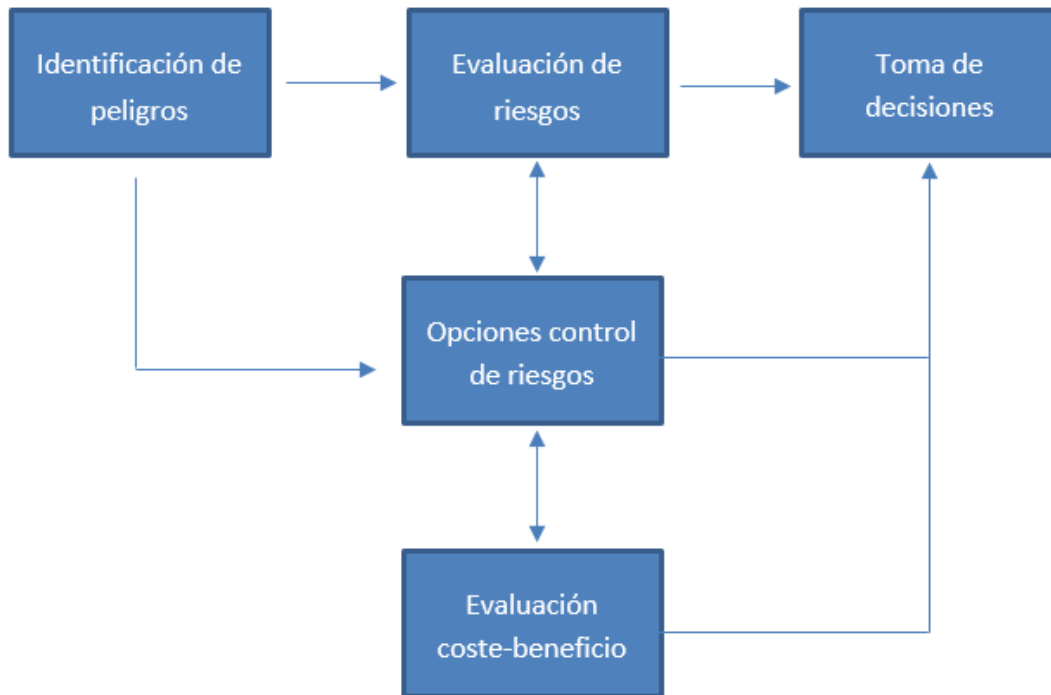 Identificación de
peligros
Evaluación de
riesgos
Toma de
decisiones
Opciones control
de riesgos
Evaluación
coste-beneficio